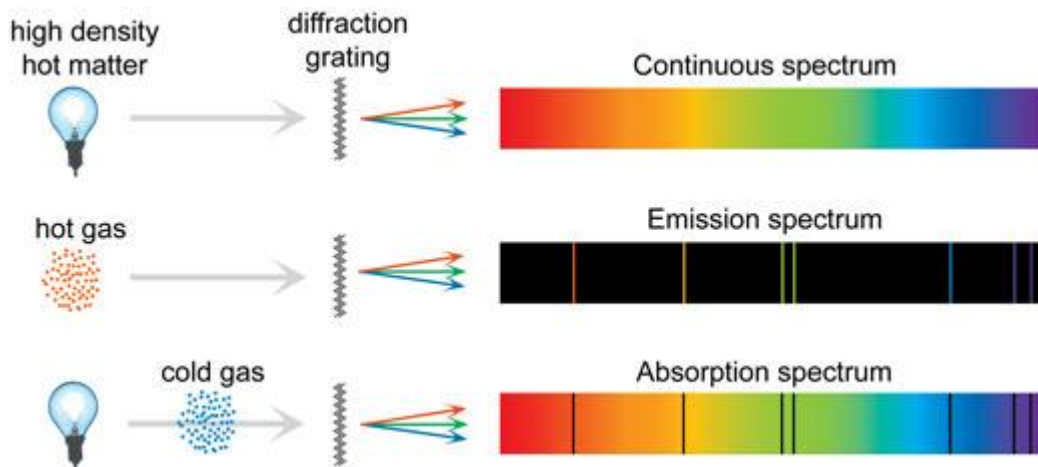 high density
hot matter
diffraction
grating
Continuous spectrum
hot gas
Emission spectrum
cold gas
Absorption spectrum